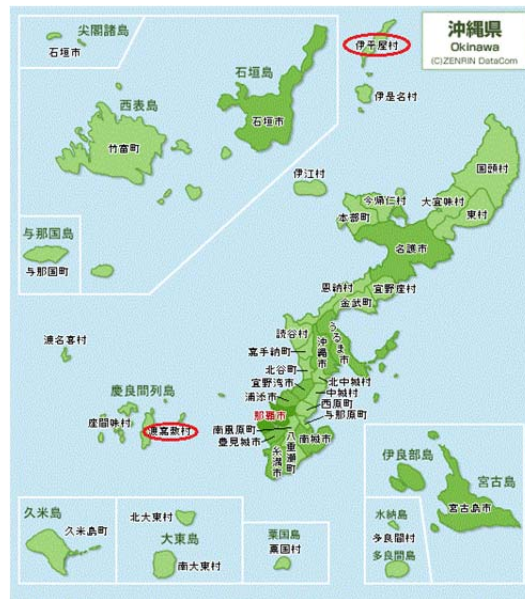 沖縄県
Okinawa
(C)ZENRIN DataCom
尖閣諸島
石垣市
石垣島
石垣市
西表島
竹富町
与那国島
与那国町
伊平屋村
伊是名村
伊江村
国頭村
今帰仁村
大宜味村
本部町
東村
名護市
恩納村
宜野座村
金武町
読谷村
うるま市
沖縄市
嘉手納町
北谷町
宜野湾市
北中城村
浦添市
中城村
西原町
那覇市
与那原町
南風原町
豊見城市
南城市
八重瀬町
糸満市
渡名喜村
慶良間列島
座間味村
渡嘉敷村
久米島
久米島町
北大東村
大東島
南大東村
粟国島
粟国村
伊良部島
宮古島
宮古島市
水納島
多良間村
多良間島